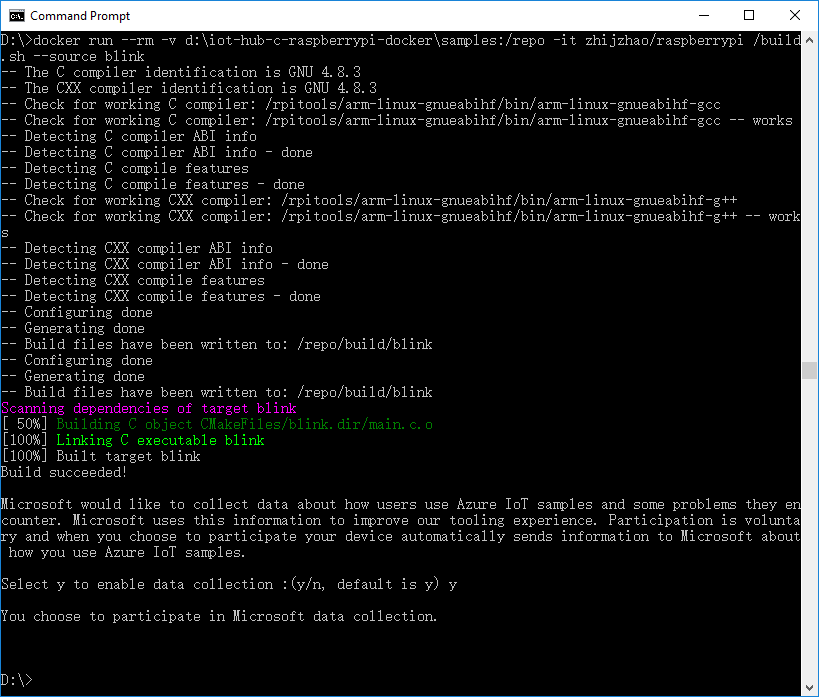 Command Prompt
D:\>docker run --rm -v d:\iot-hub-c-raspberrypi-docker\samples:/repo -it zhijzhao/raspberrypi /build
.sh --source blink
-- The C compiler identification is GNU 4.8.3
-- The CXX compiler identification is GNU 4.8.3
-- Check for working C compiler: /rpitools/arm-linux-gnueabihf/bin/arm-linux-gnueabihf-gcc
-- Check for working C compiler: /rpitools/arm-linux-gnueabihf/bin/arm-linux-gnueabihf-gcc -- works
-- Detecting C compiler ABI info
-- Detecting C compiler ABI info - done
-- Detecting C compile features
-- Detecting C compile features - done
-- Check for working CXX compiler: /rpitools/arm-linux-gnueabihf/bin/arm-linux-gnueabihf-g++
-- Check for working CXX compiler: /rpitools/arm-linux-gnueabihf/bin/arm-linux-gnueabihf-g++ -- work
s
-- Detecting CXX compiler ABI info
-- Detecting CXX compiler ABI info - done
-- Detecting CXX compile features
-- Detecting CXX compile features - done
-- Configuring done
-- Generating done
-- Build files have been written to: /repo/build/blink
-- Configuring done
-- Generating done
-- Build files have been written to: /repo/build/blink
Scanning dependencies of target blink
[ 50%] Building C object CMakeFiles/blink.dir/main.c.o
[100%] Linking C executable blink
[100%] Built target blink
Build succeeded!
Microsoft would like to collect data about how users use Azure IoT samples and some problems they en
counter. Microsoft uses this information to improve our tooling experience. Participation is volunta
ry and when you choose to participate your device automatically sends information to Microsoft about
 how you use Azure IoT samples.
Select y to enable data collection :(y/n, default is y) y
You choose to participate in Microsoft data collection.
D:\>